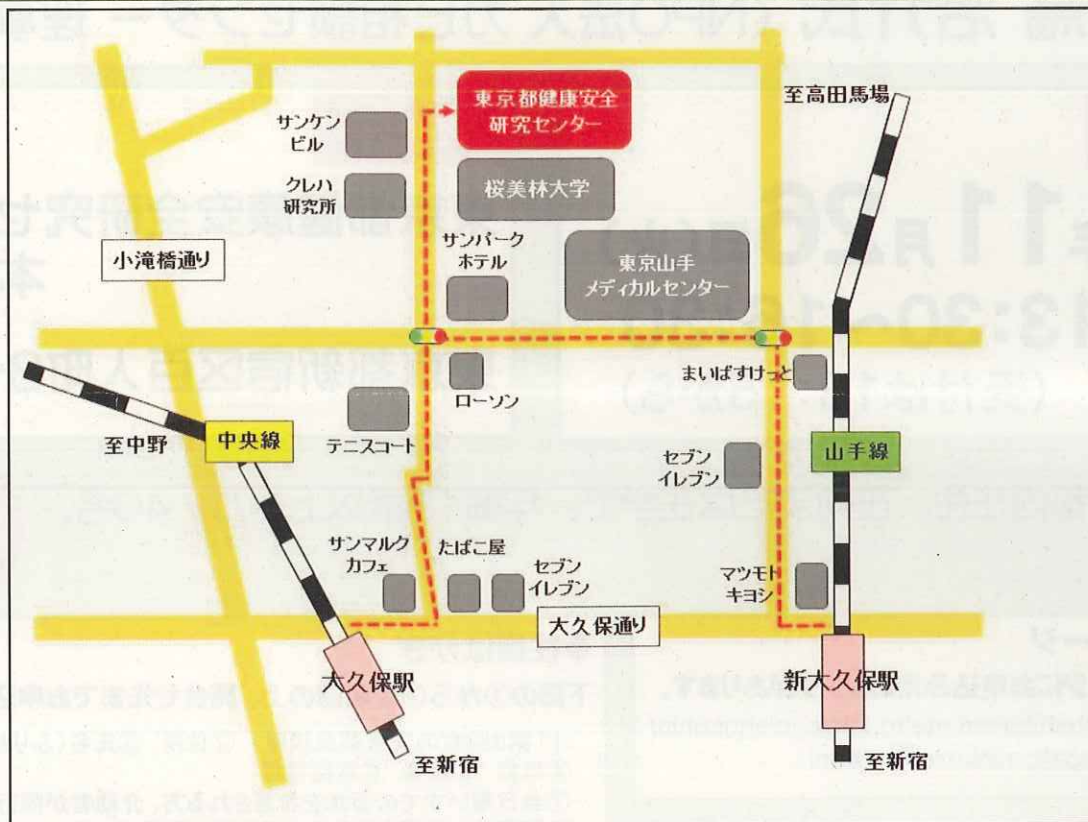 至高田馬場
東京都健康安全
研究センター
サンケン
ビル
桜美林大学
クレハ
研究所
サンパーク
ホテル
東京山手
メディカルセンター
小滝橋通り
まいばすけっと
ローソン
至中野
中央線
テニスコート
セブン
イレブン
山手線
サンマルク
カフェ
たばこ屋
セブン
イレブン
マツモト
キヨシ
大久保通り
大久保駅
新大久保駅
至新宿
至新宿